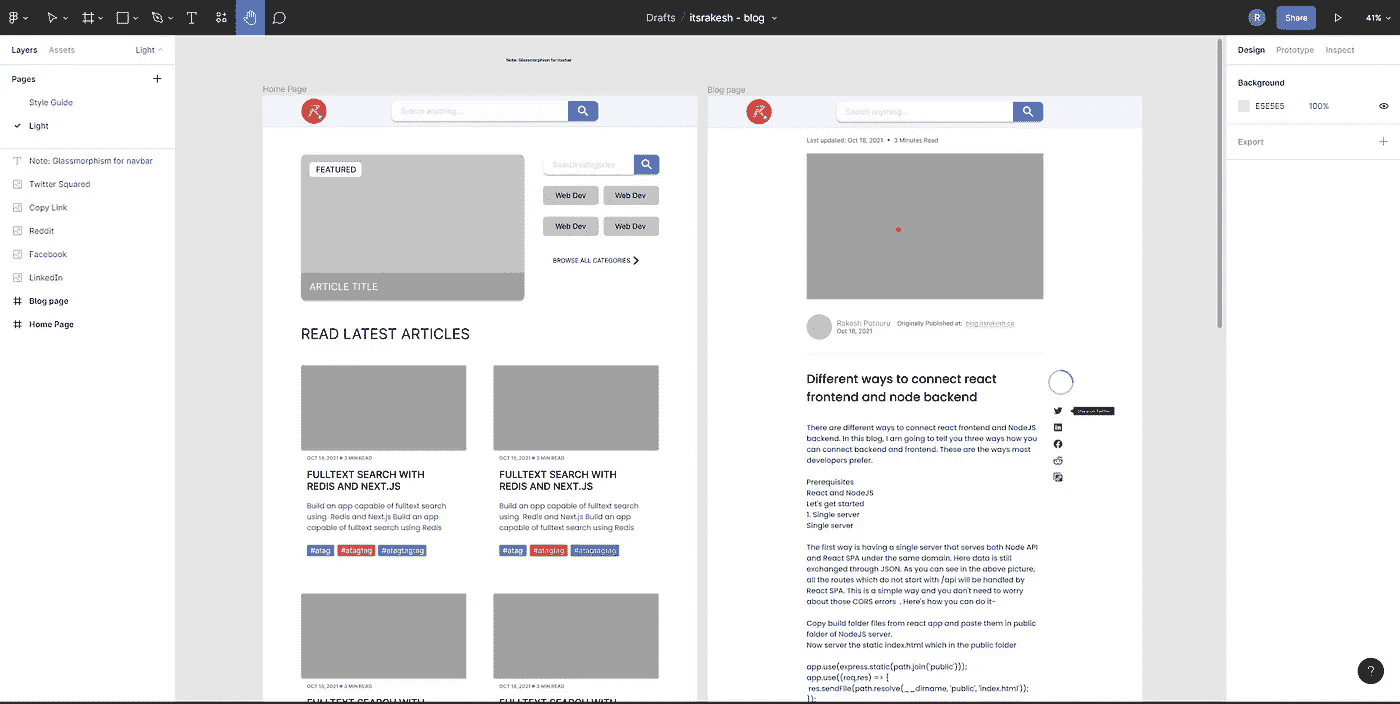 Drafts / itsrakesh - blog
R
Share
41%
Layers
Assets
Light
Pages
Style Guide
Light
Note: Glassmorphism for navbar
Twitter Squared
Copy Link
Reddit
Facebook
LinkedIn
Blog page
Home Page
Note: Glassmorphism for navbar
Home Page
Search anything...
FEATURED
ARTICLE TITLE
Search categories
Web Dev
Web Dev
Web Dev
Web Dev
BROWSE ALL CATEGORIES
READ LATEST ARTICLES
OCT 18, 2021 • 3 MIN READ
FULLTEXT SEARCH WITH
REDIS AND NEXT.JS
Build an app capable of fulltext search
using Redis and Next.js Build an app
capable of fulltext search using Redis
#atag
#atagtag
#atagtagtag
OCT 18, 2021 • 3 MIN READ
FULLTEXT SEARCH WITH
REDIS AND NEXT.JS
Build an app capable of fulltext search
using Redis and Next.js Build an app
capable of fulltext search using Redis
#atag
#atagtag
#atagtagtag
OCT 18, 2021 • 3 MIN READ
FULLTEXT SEARCH WITH
OCT 18, 2021 • 3 MIN READ
FULLTEXT SEARCH WITH
Blog page
Search anything...
Last updated: Oct 18, 2021 • 3 Minutes Read
Rakesh Potnuru
Originally Published at: blog.itsrakesh.co
Oct 18, 2021
Different ways to connect react
frontend and node backend
There are different ways to connect react frontend and NodeJS
backend. In this blog, I am going to tell you three ways how you
can connect backend and frontend. These are the ways most
developers prefer.
Prerequisites
React and NodeJS
Let's get started
1. Single server
Single server
The first way is having a single server that serves both Node API
and React SPA under the same domain. Here data is still
exchanged through JSON. As you can see in the above picture,
all the routes which do not start with /api will be handled by
React SPA. This is a simple way and you don't need to worry
about those CORS errors . Here's how you can do it-
Copy build folder files from react app and paste them in public
folder of NodeJS server.
Now server the static index.html which in the public folder
app.use(express.static(path.join('public')));
app.use((req,res) => {
res.sendFile(path.resolve(__dirname, 'public', 'index.html'));
});
Design
Prototype
Inspect
Background
E5E5E5
100%
Export
?